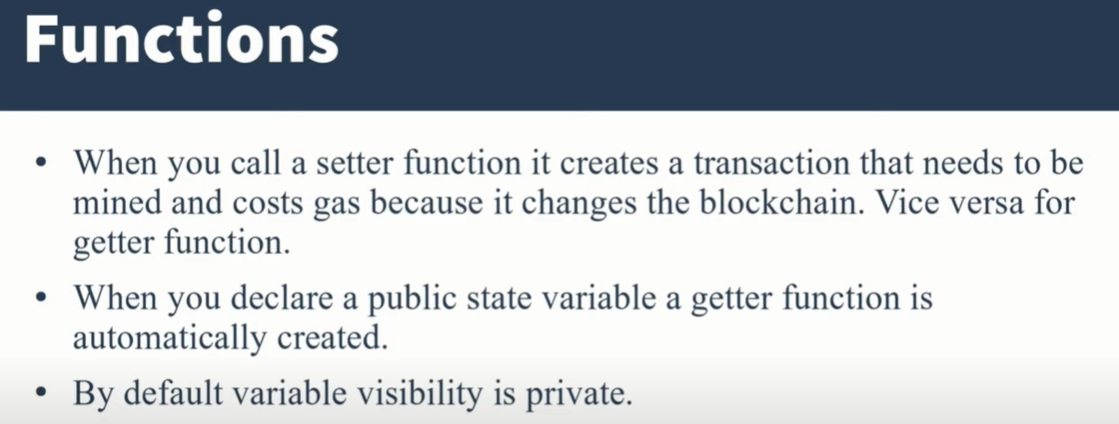 Functions
• When you call a setter function it creates a transaction that needs to be
mined and costs gas because it changes the blockchain. Vice versa for
getter function.
• When you declare a public state variable a getter function is
automatically created.
• By default variable visibility is private.